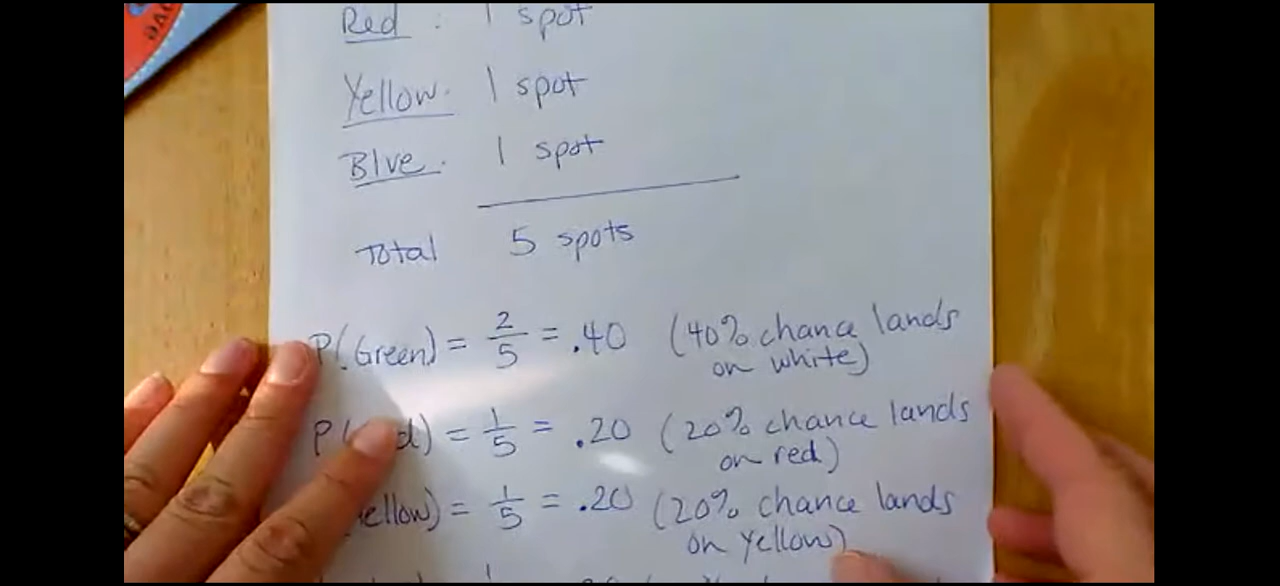 Red: 1 spot
Yellow. 1 spot
Blue. 1 spot
Total 5 spots
P(Green) = 2/5 = .40 (40% chance lands
on white)
P( d) = 1/5 = .20 (20% chance lands
on red)
ellow) = 1/5 = .20 (20% chance lands
on yellow)